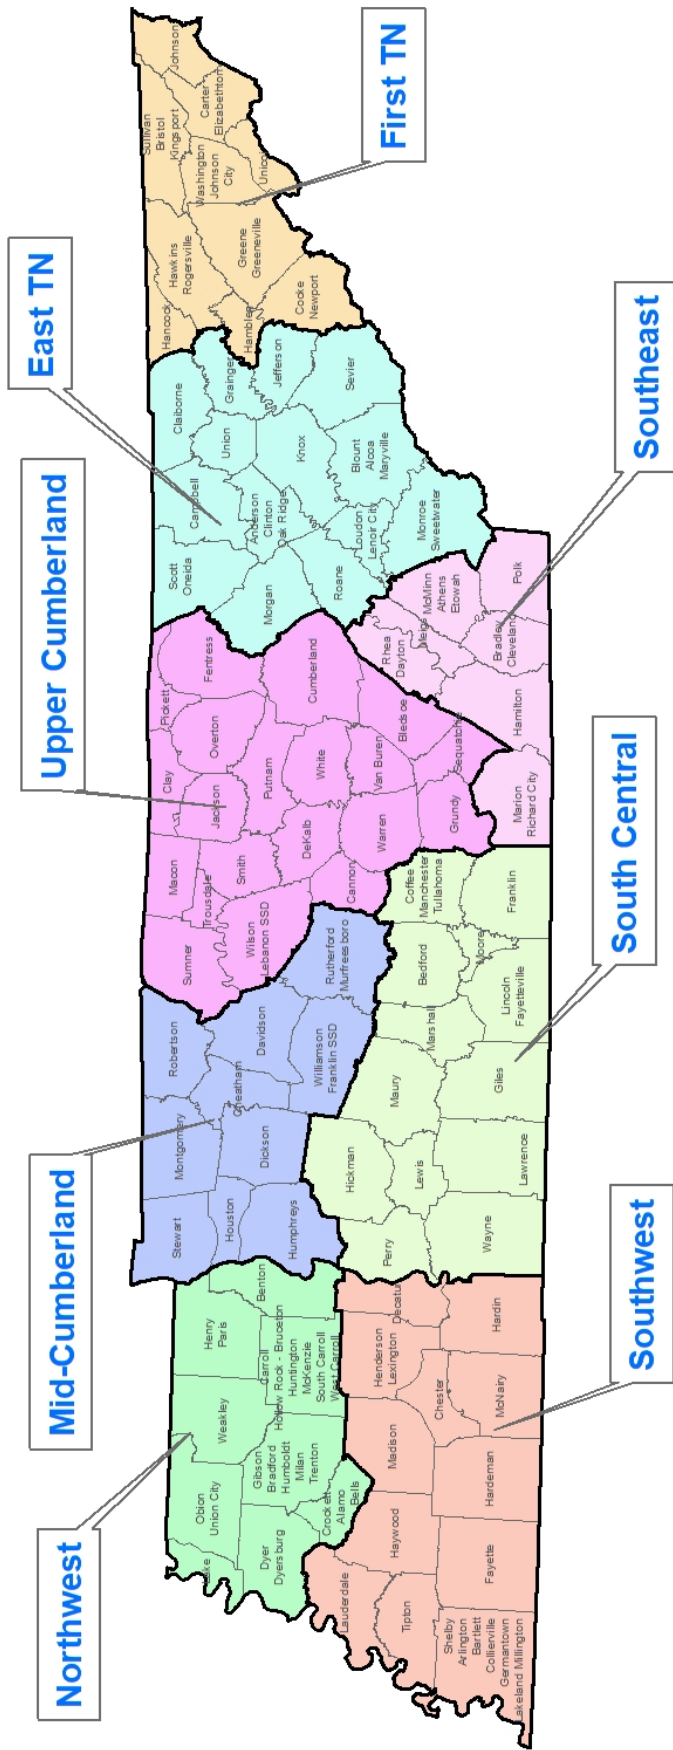 Northwest
Mid-Cumberland
Upper Cumberland
East TN
First TN
Southwest
South Central
Southeast
Lake
Obion
Union City
Weakley
Henry
Paris
Benton
Dyer
Dyersburg
Gibson
Bradford
Humboldt
Milan
Trenton
Carroll
Hollow Rock - Bruceton
Huntington
McKenzie
South Carroll
West Carroll
Crockett
Alamo
Bells
Stewart
Montgomery
Robertson
Houston
Humphreys
Dickson
Cheatham
Davidson
Williamson
Franklin SSD
Rutherford
Murfreesboro
Sumner
Trousdale
Macon
Clay
Pickett
Wilson
Lebanon SSD
Smith
Jackson
Overton
Fentress
Putnam
DeKalb
White
Cumberland
Cannon
Warren
Van Buren
Bledsoe
Grundy
Sequatchie
Scott
Oneida
Campbell
Claiborne
Morgan
Anderson
Clinton
Oak Ridge
Union
Grainger
Roane
Loudon
Lenoir City
Knox
Jefferson
Blount
Alcoa
Maryville
Sevier
Monroe
Sweetwater
Hancock
Hawkins
Rogersville
Sullivan
Bristol
Kingsport
Johnson
Hamblen
Greene
Greeneville
Washington
Johnson
City
Carter
Elizabethton
Unicoi
Cocke
Newport
Lauderdale
Tipton
Haywood
Madison
Henderson
Lexington
Decatur
Shelby
Arlington
Bartlett
Collierville
Germantown
Lakeland Millington
Fayette
Hardeman
Chester
McNairy
Hardin
Perry
Hickman
Lewis
Maury
Marshall
Bedford
Coffee
Manchester
Tullahoma
Wayne
Lawrence
Giles
Lincoln
Fayetteville
Moore
Franklin
Marion
Richard City
Hamilton
Rhea
Dayton
Meigs
McMinn
Athens
Etowah
Bradley
Cleveland
Polk